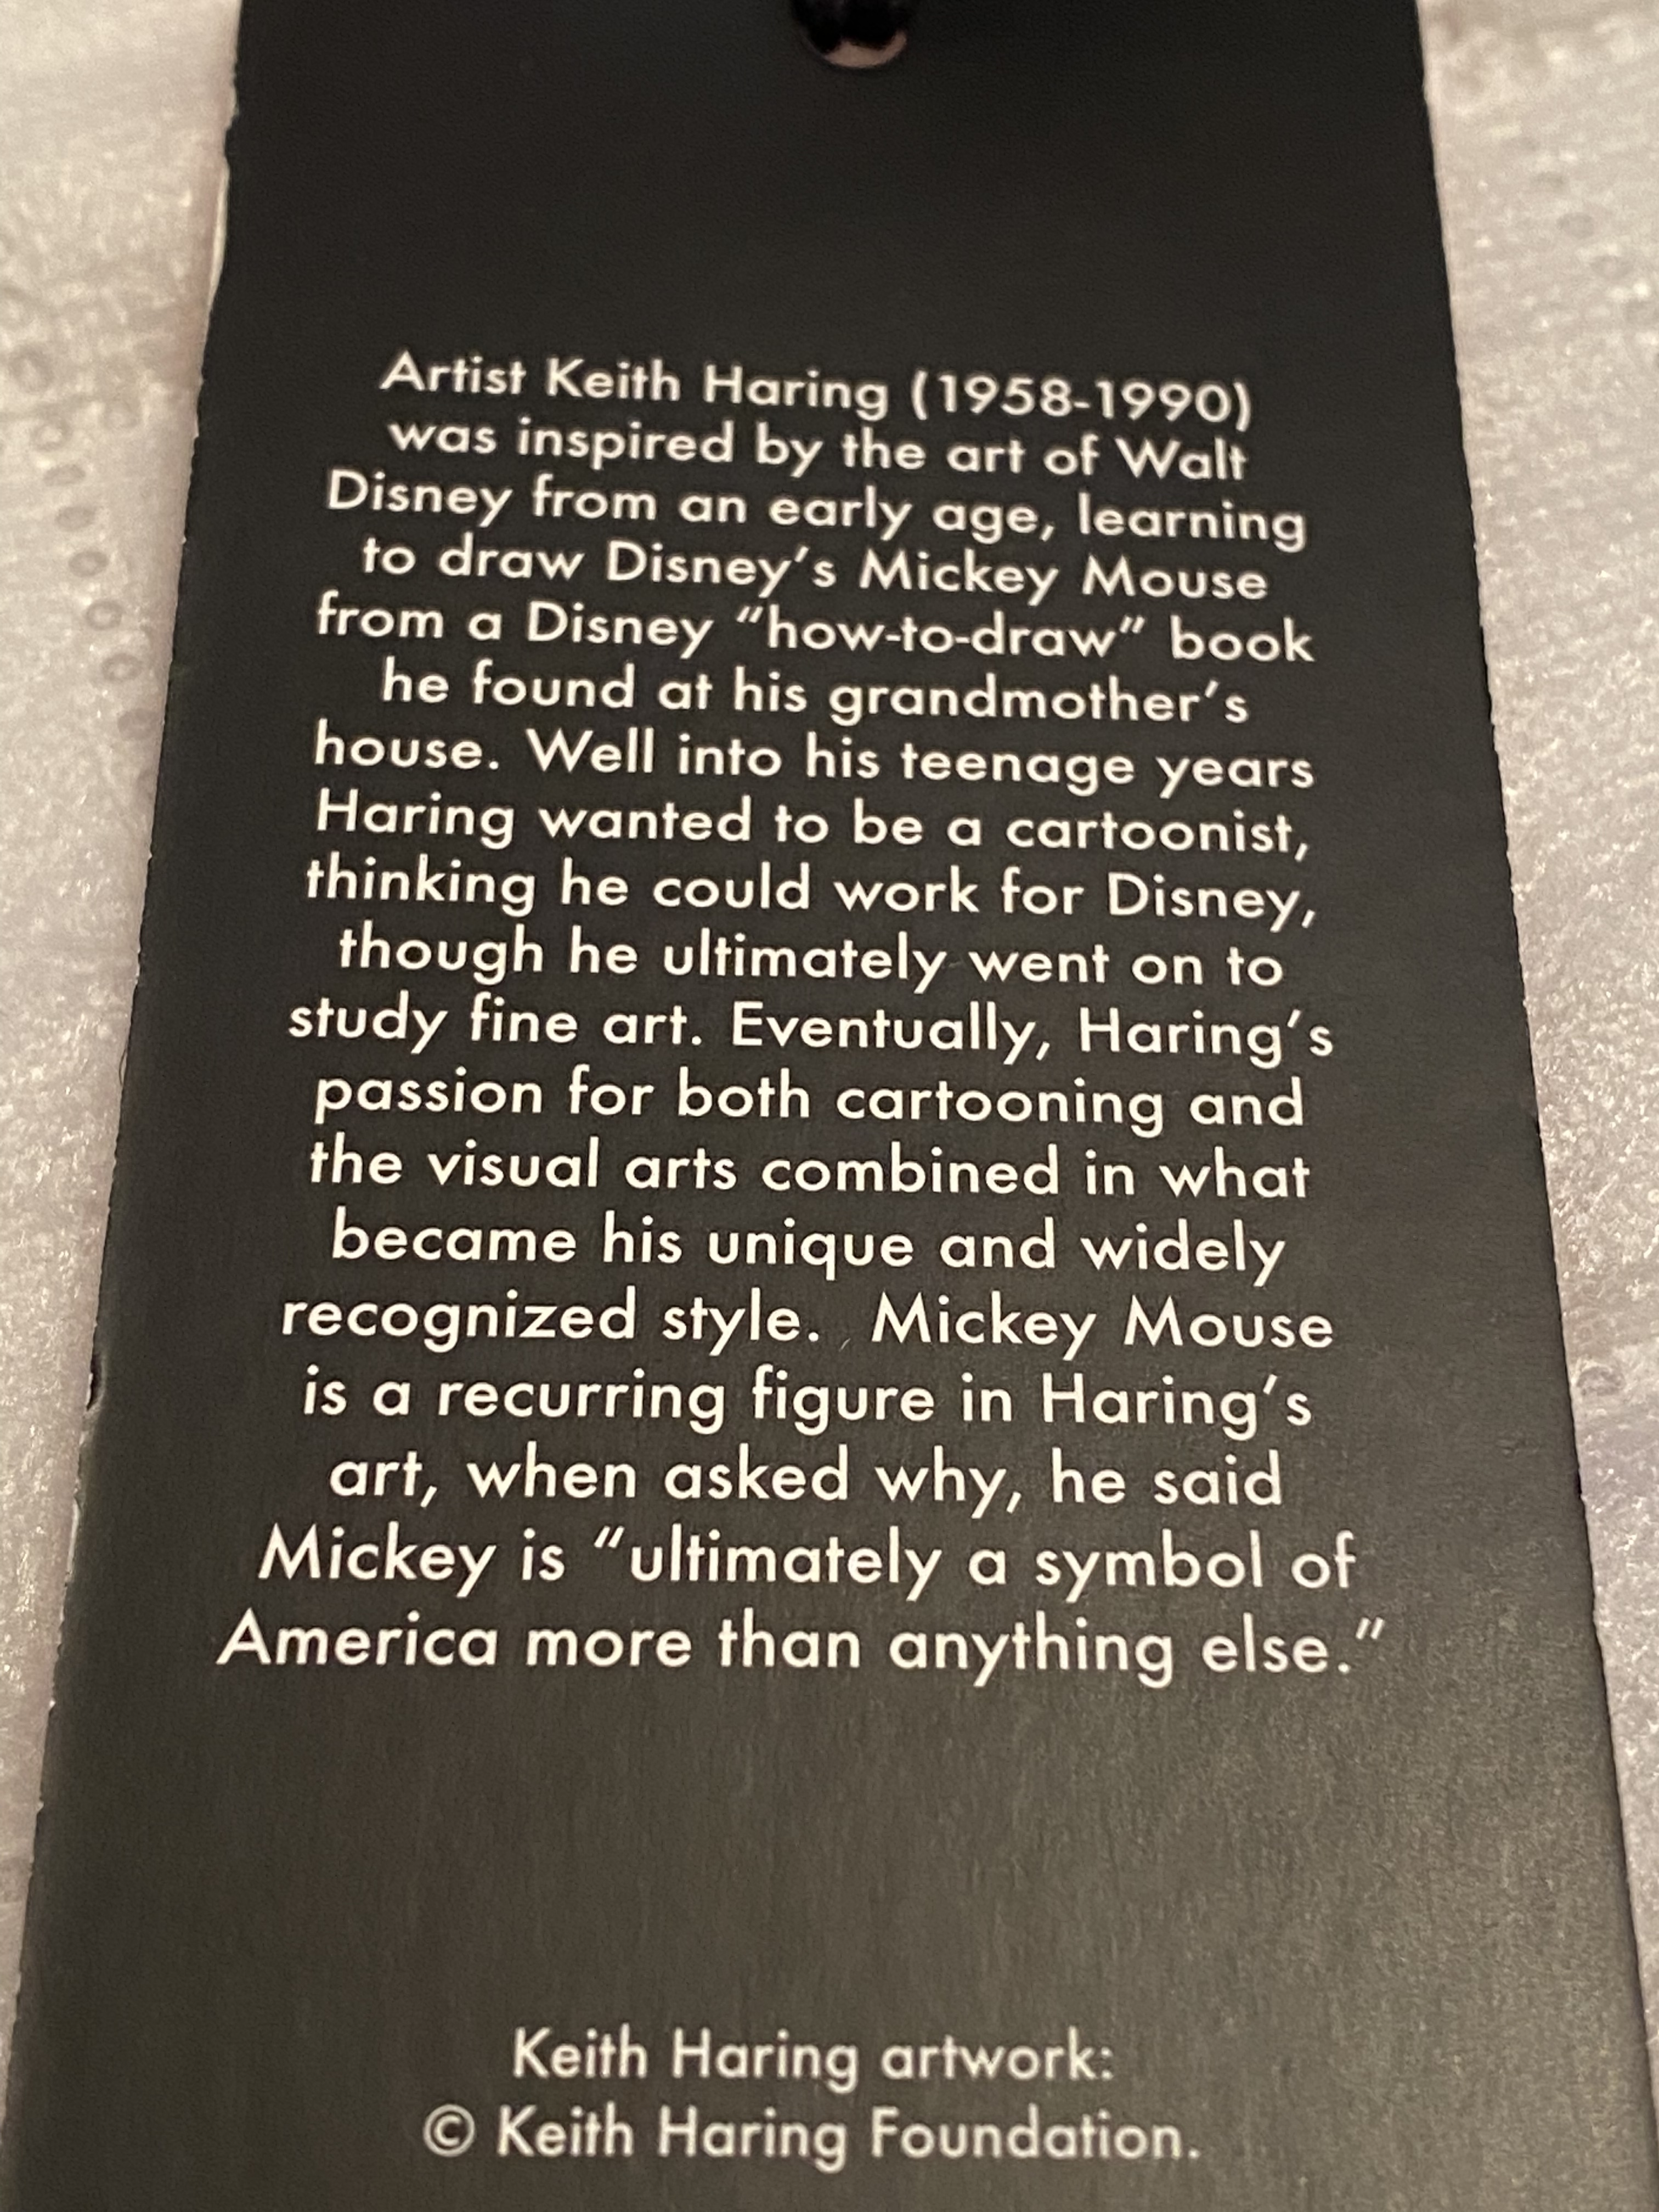 Artist Keith Haring (1958-1990)
was inspired by the art of Walt
Disney from an early age, learning
to draw Disney's Mickey Mouse
from a Disney "how-to-draw" book
he found at his grandmother's
house. Well into his teenage years
Haring wanted to be a cartoonist,
thinking he could work for Disney,
though he ultimately went on to
study fine art. Eventually, Haring's
passion for both cartooning and
the visual arts combined in what
became his unique and widely
recognized style.  Mickey Mouse
is a recurring figure in Haring's
art, when asked why, he said
Mickey is "ultimately a symbol of
America more than anything else."
Keith Haring artwork:
© Keith Haring Foundation.